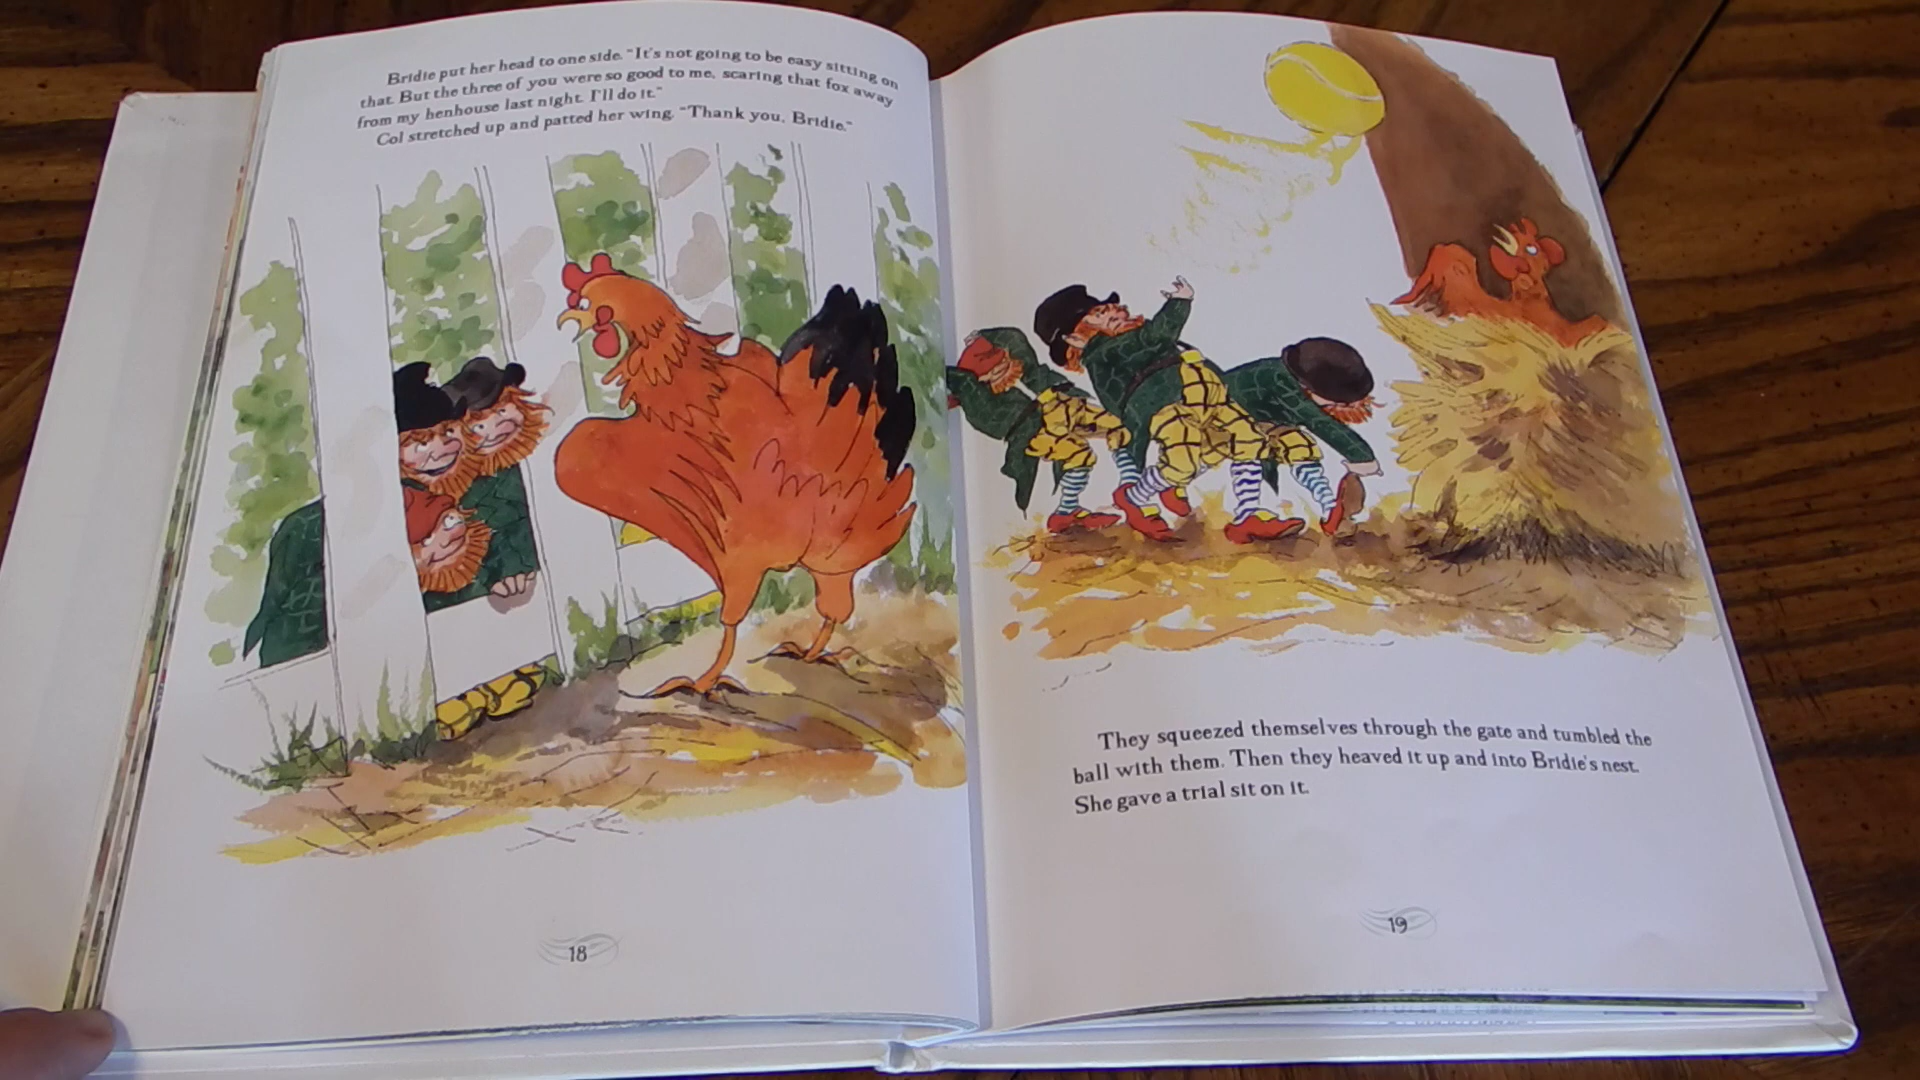 Bridie put her head to one side. "It's not going to be easy sitting on
that. But the three of you were so good to me, scaring that fox away
from my henhouse last night. I'll do it."
Col stretched up and patted her wing. "Thank you, Bridie."
18
They squeezed themselves through the gate and tumbled the
ball with them. Then they heaved it up and into Bridie's nest.
She gave a trial sit on it.
19